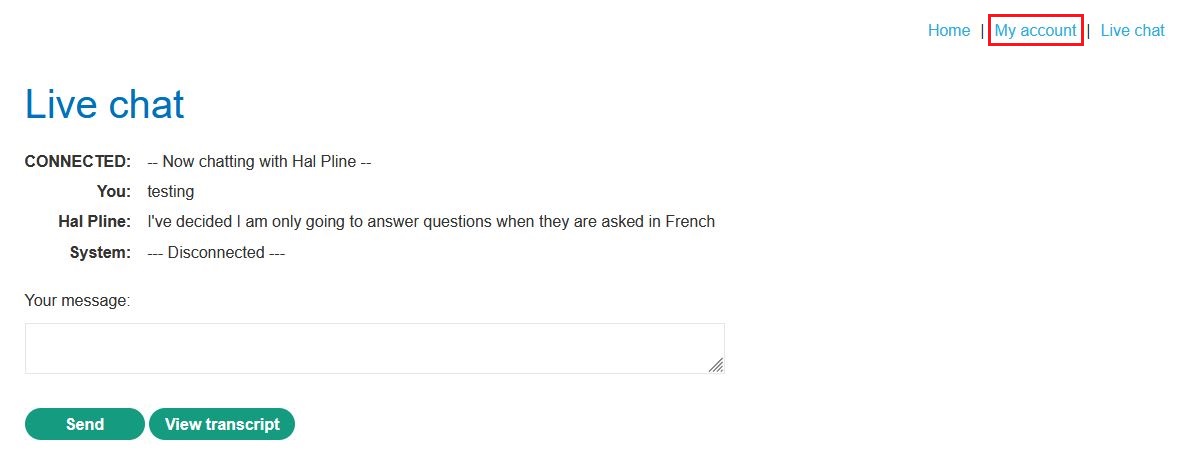 Home | My account | Live chat
Live chat
CONNECTED: -- Now chatting with Hal Pline --
You: testing
Hal Pline: I've decided I am only going to answer questions when they are asked in French
System: --- Disconnected ---
Your message:
Send View transcript